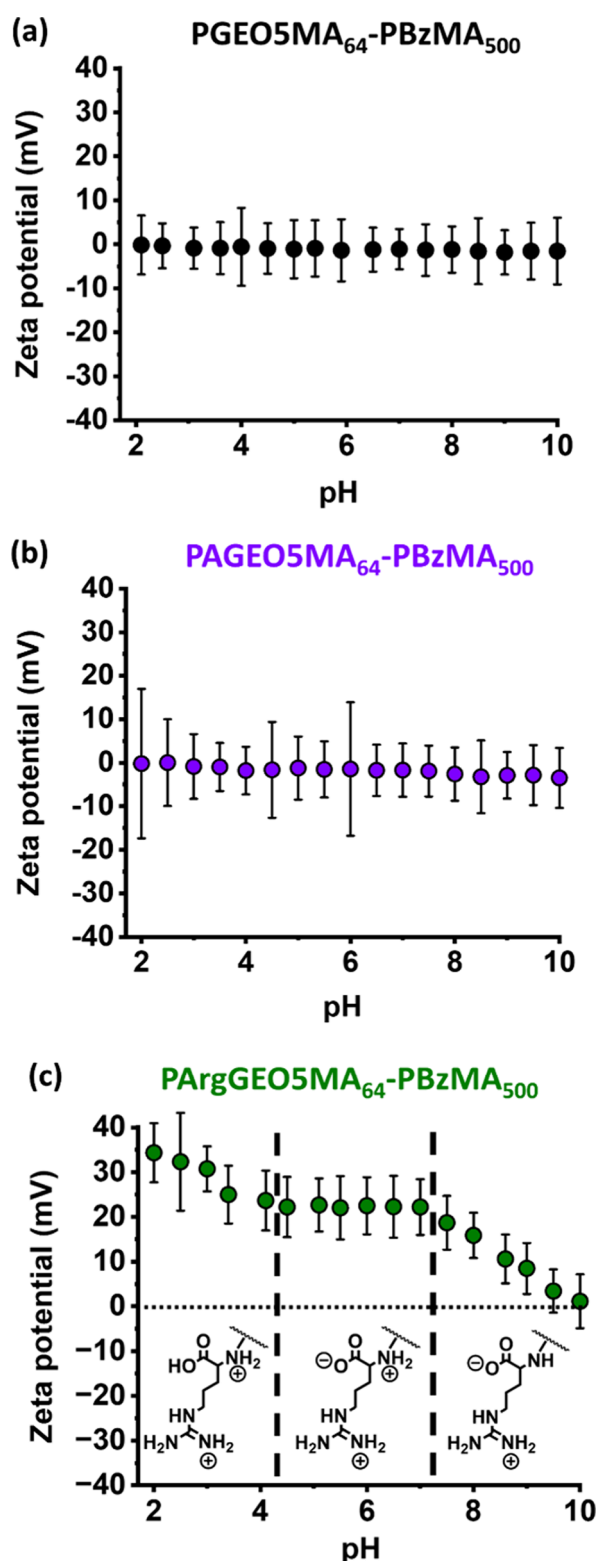 (a) PGEO5MA₆₄-PBzMA₅₀₀
40
30
20
10
0
-10
-20
-30
-40
Zeta potential (mV)
2 4 6 8 10
pH
(b) PAGEO5MA₆₄-PBzMA₅₀₀
40
30
20
10
0
-10
-20
-30
-40
Zeta potential (mV)
2 4 6 8 10
pH
(c) PArgGEO5MA₆₄-PBzMA₅₀₀
40
30
20
10
0
−10
−20
−30
−40
Zeta potential (mV)
O
HO NH₂
⊕
HN
H₂N NH₂
⊕
O
⊖ O NH₂
⊕
HN
H₂N NH₂
⊕
O
⊖ O NH
HN
H₂N NH₂
⊕
2 4 6 8 10
pH